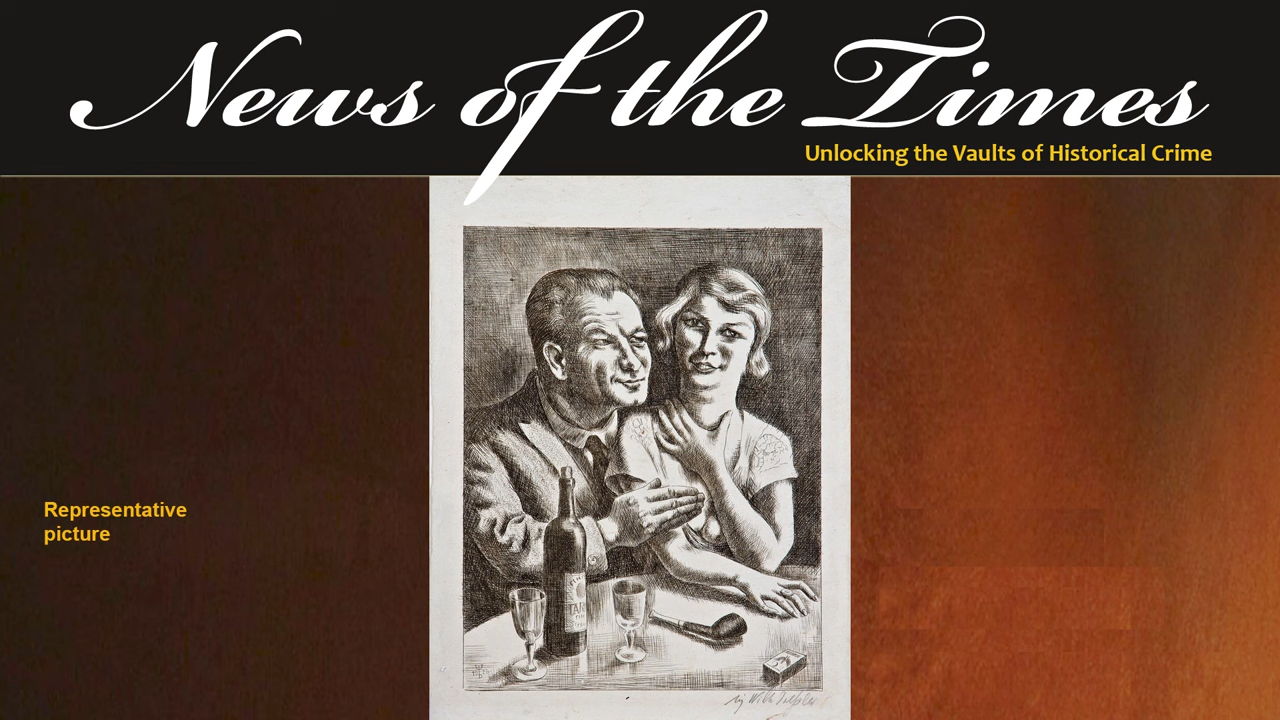 News of the Times
Unlocking the Vaults of Historical Crime
Representative
picture